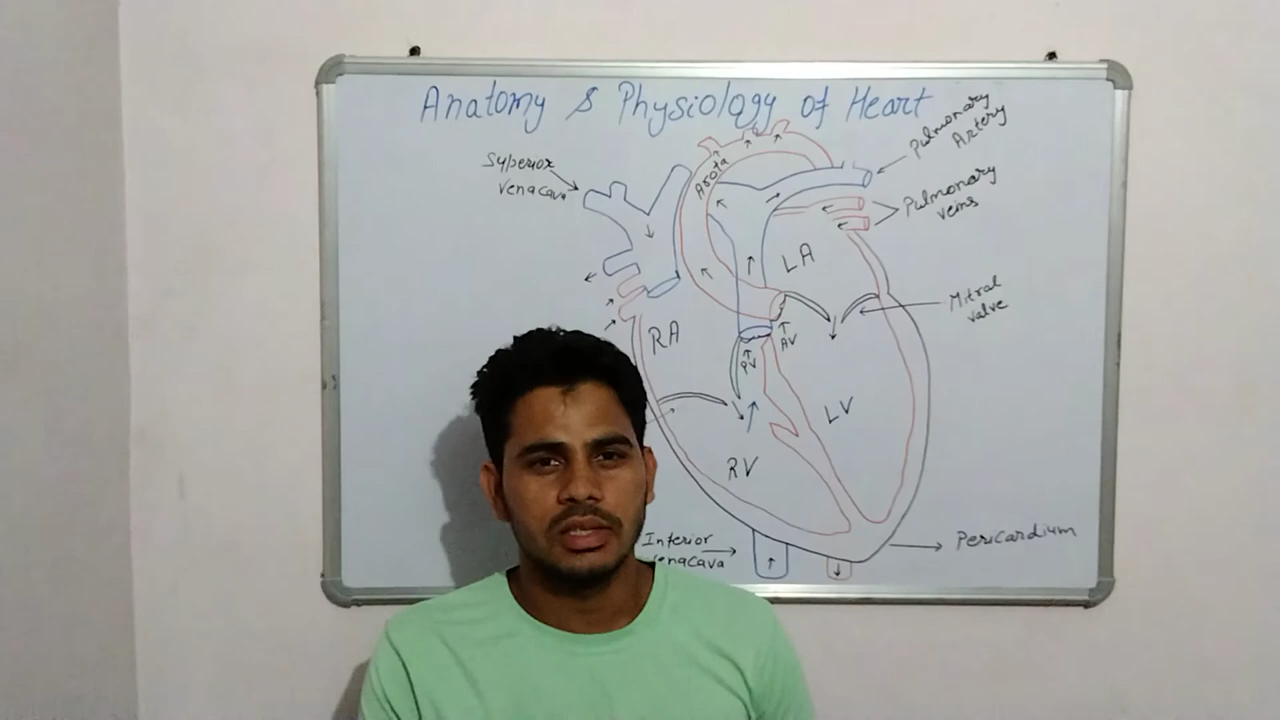 Anatomy & Physiology of Heart
Pulmonary
Artery
Superior
Venacava
Aorta
Pulmonary
veins
LA
Mitral
valve
RA
AV
PV
LV
RV
Interior
Venacava
Pericardium